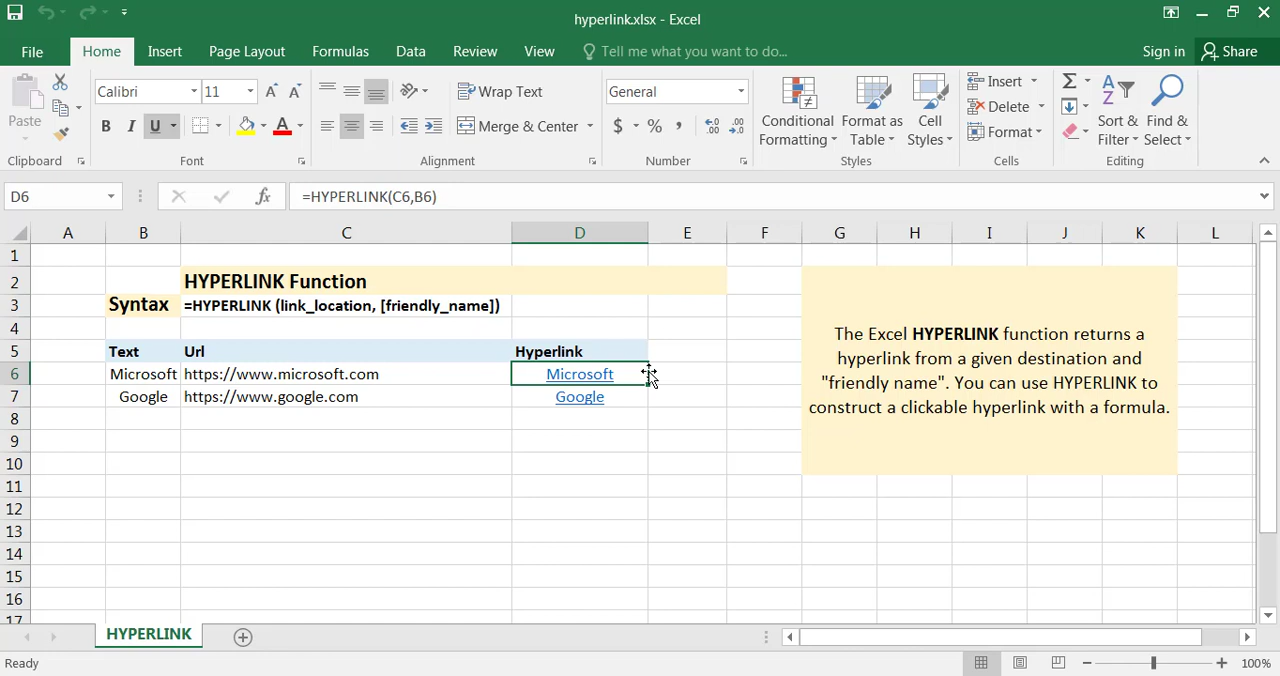 hyperlink.xlsx - Excel
File Home Insert Page Layout Formulas Data Review View Tell me what you want to do... Sign in Share
Paste
Calibri 11
Wrap Text
General
Conditional Formatting
Format as Table
Cell Styles
Insert
Delete
Format
Sort & Filter
Find & Select
B I U
Merge & Center
$ % ,
Clipboard Font Alignment Number Styles Cells Editing
D6 fx =HYPERLINK(C6,B6)
A B C D E F G H I J K L
1
2 HYPERLINK Function
3 Syntax =HYPERLINK (link_location, [friendly_name])
4
5 Text Url Hyperlink
6 Microsoft https://www.microsoft.com Microsoft
7 Google https://www.google.com Google
8
9
10
11
12
13
14
15
16
17
The Excel HYPERLINK function returns a
hyperlink from a given destination and
"friendly name". You can use HYPERLINK to
construct a clickable hyperlink with a formula.
HYPERLINK
Ready 100%